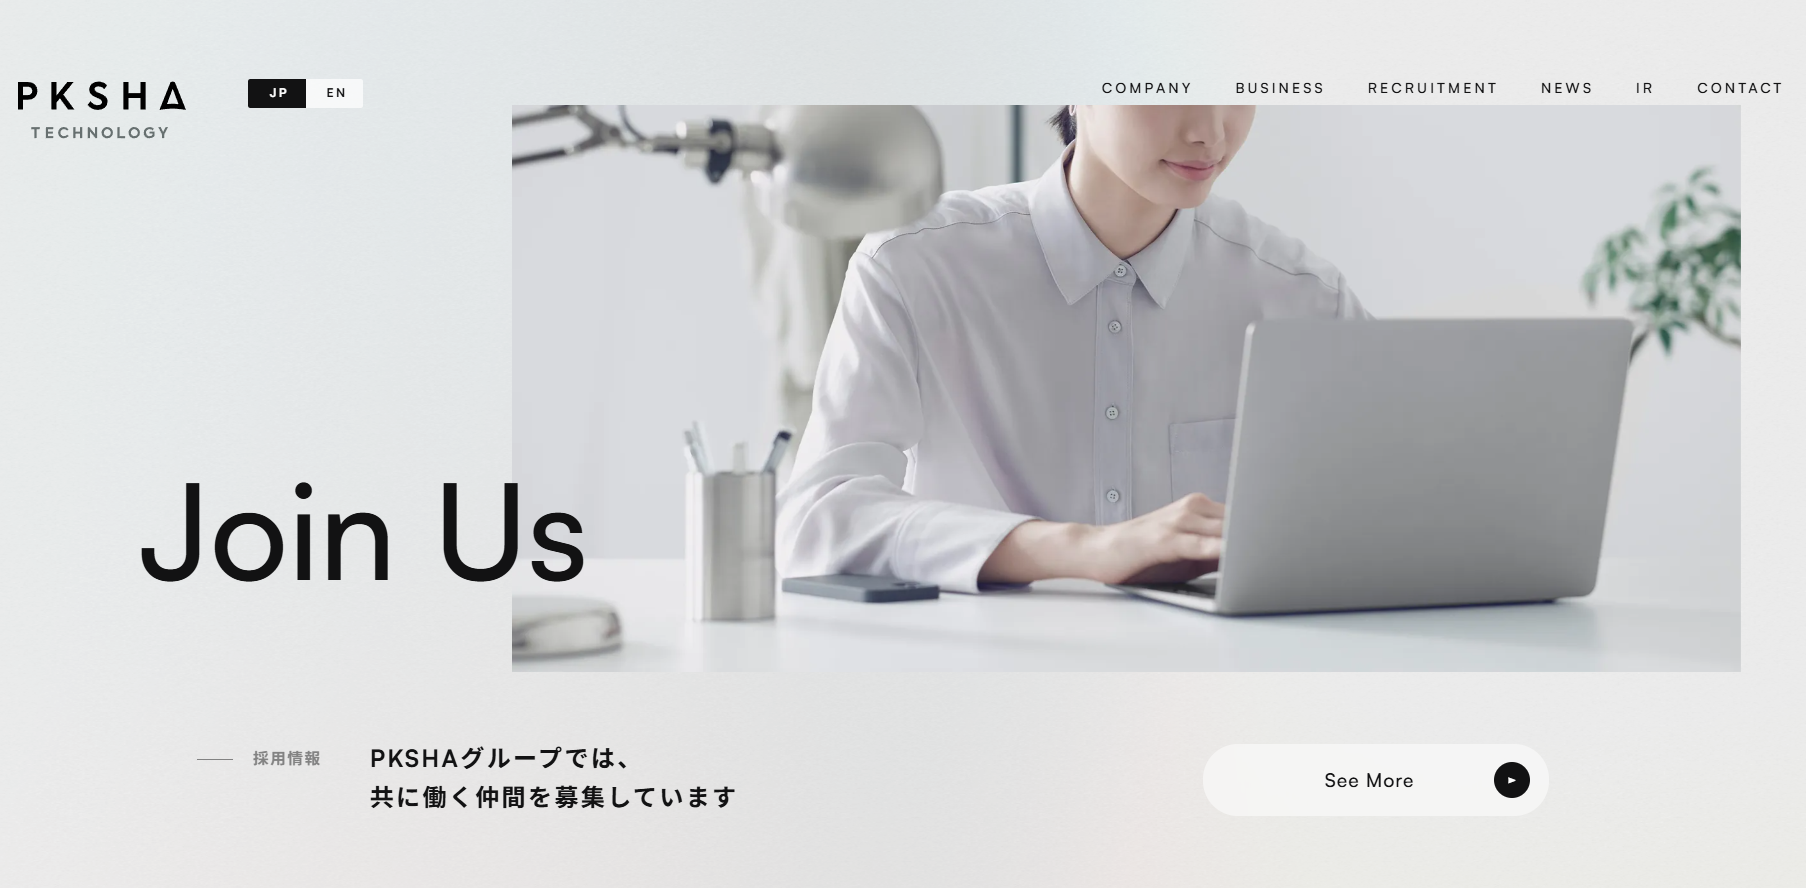 PKSHA
TECHNOLOGY
JP EN
COMPANY BUSINESS RECRUITMENT NEWS IR CONTACT
Join Us
採用情報
PKSHAグループでは、
共に働く仲間を募集しています
See More